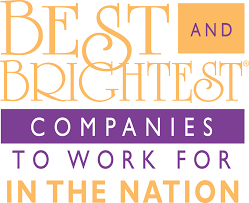 BEST AND
BRIGHTEST®
COMPANIES
TO WORK FOR
IN THE NATION